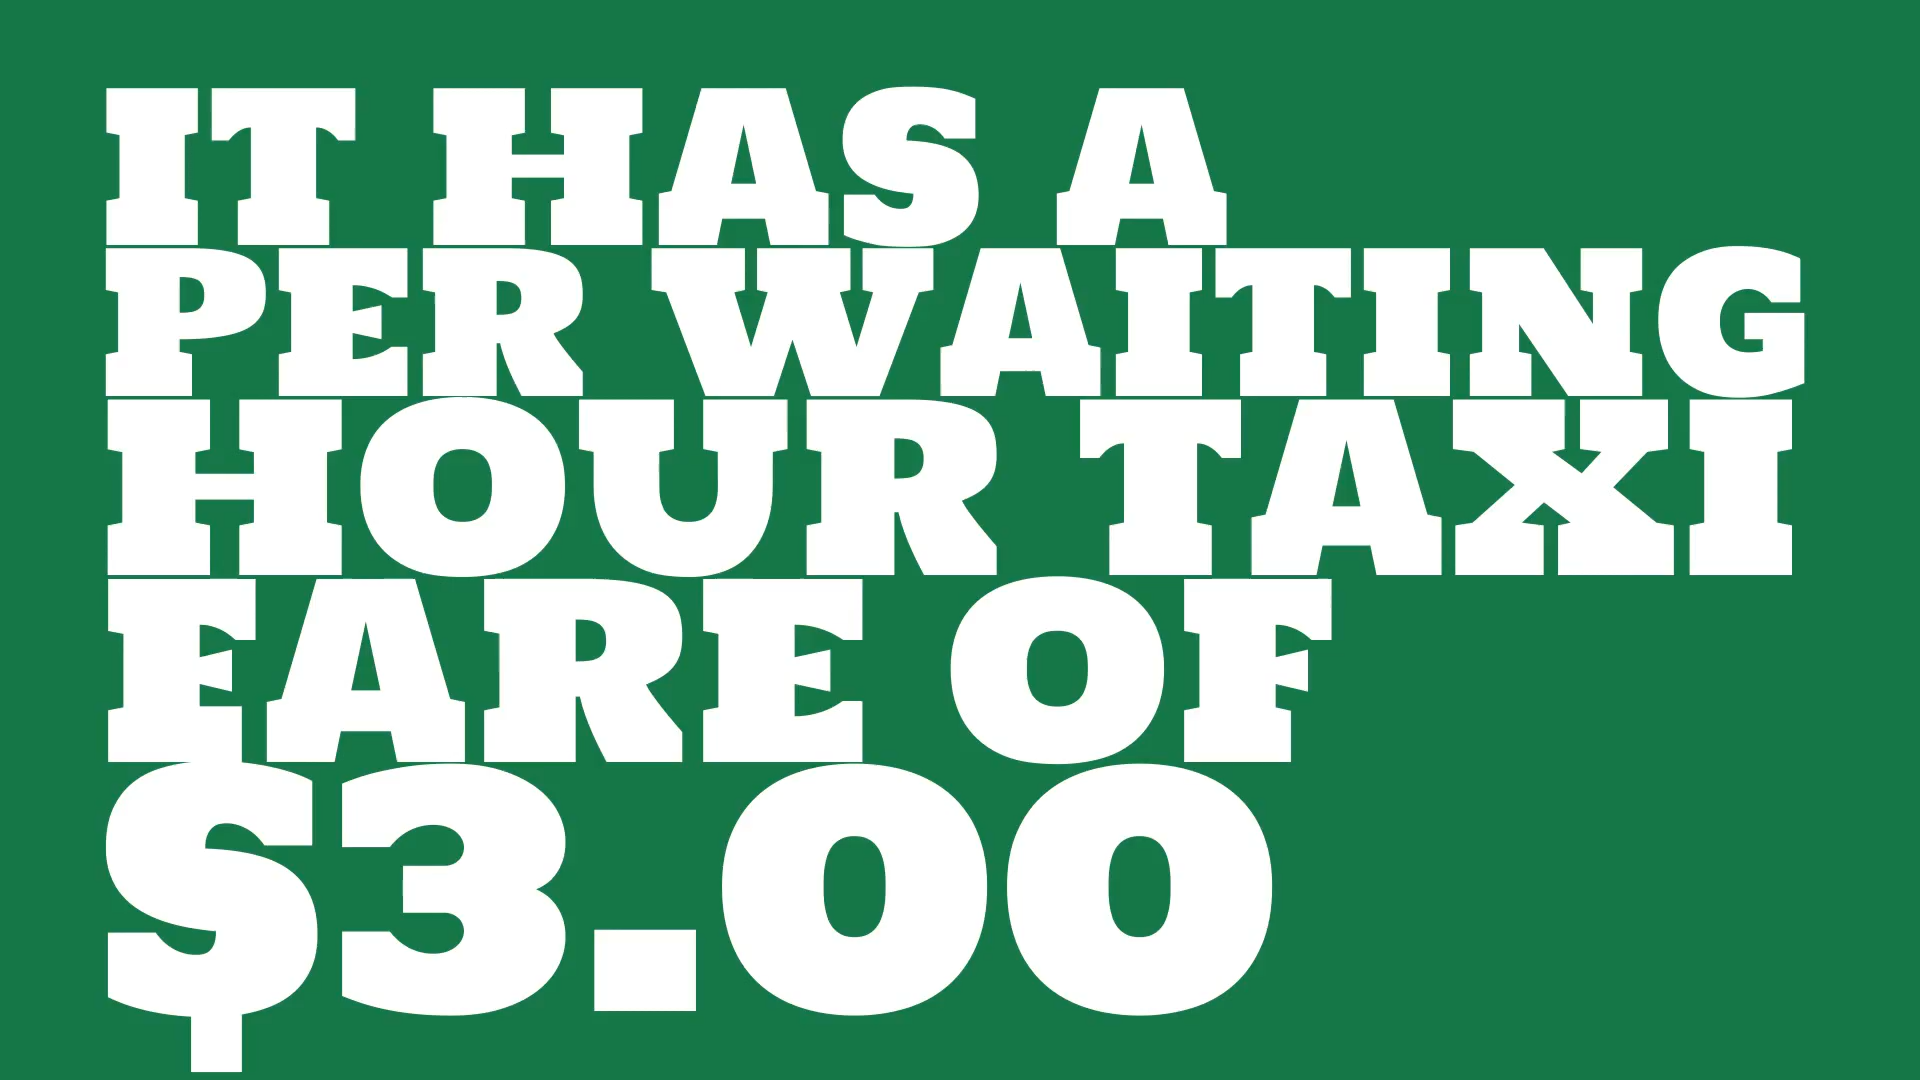 IT HAS A
PER WAITING
HOUR TAXI
FARE OF
$3.00